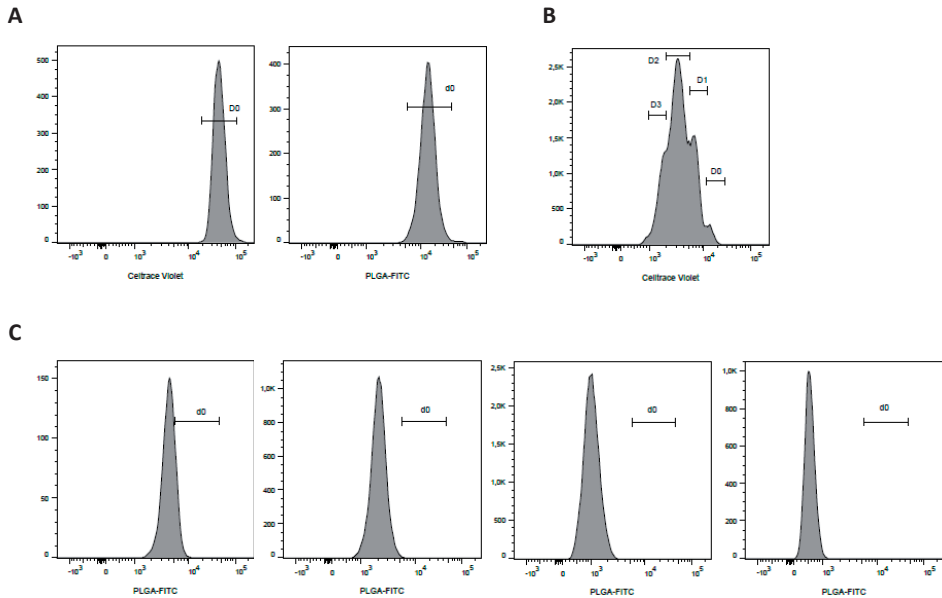 A
B
500
400
300
200
100
0
D0
-10³ 0 10³ 10⁴ 10⁵
Celltrace Violet
400
300
200
100
0
d0
-10³ 0 10³ 10⁴ 10⁵
PLGA-FITC
2,5K
2,0K
1,5K
1,0K
500
0
D2
D1
D3
D0
-10³ 0 10³ 10⁴ 10⁵
Celltrace Violet
C
150
100
50
0
d0
-10³ 0 10³ 10⁴ 10⁵
PLGA-FITC
1,0K
800
600
400
200
0
d0
-10³ 0 10³ 10⁴ 10⁵
PLGA-FITC
2,5K
2,0K
1,5K
1,0K
500
0
d0
-10³ 0 10³ 10⁴ 10⁵
PLGA-FITC
1,0K
800
600
400
200
0
d0
-10³ 0 10³ 10⁴ 10⁵
PLGA-FITC